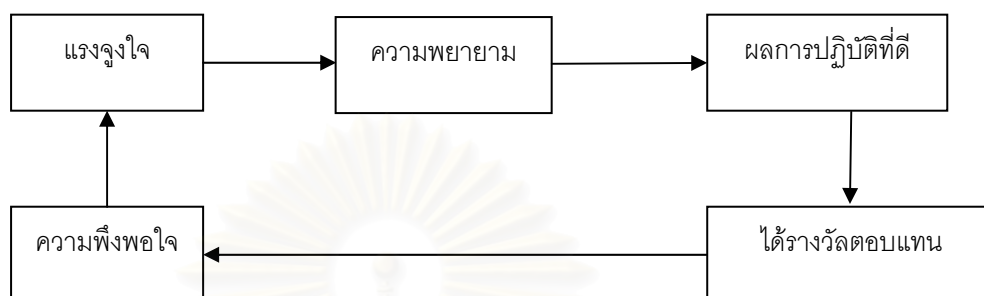 แรงจูงใจ
ความพยายาม
ผลการปฏิบัติที่ดี
ความพึงพอใจ
ได้รางวัลตอบแทน